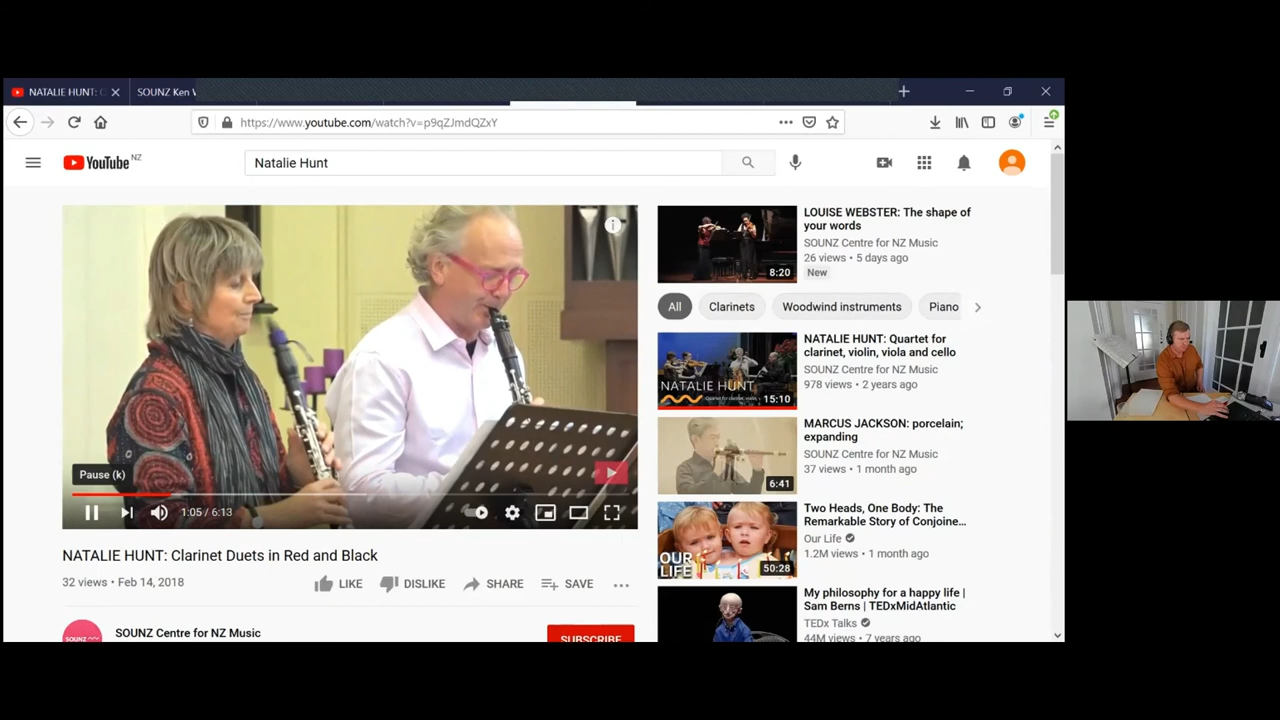 NATALIE HUNT: C
SOUNZ Ken W
https://www.youtube.com/watch?v=p9qZJmdQZxY
YouTube NZ
Natalie Hunt
Pause (k)
1:05 / 6:13
NATALIE HUNT: Clarinet Duets in Red and Black
32 views • Feb 14, 2018
LIKE
DISLIKE
SHARE
SAVE
SOUNZ
SOUNZ Centre for NZ Music
SUBSCRIBE
8:20
LOUISE WEBSTER: The shape of
your words
SOUNZ Centre for NZ Music
26 views • 5 days ago
New
All
Clarinets
Woodwind instruments
Piano
NATALIE HUNT
15:10
NATALIE HUNT: Quartet for
clarinet, violin, viola and cello
SOUNZ Centre for NZ Music
978 views • 2 years ago
6:41
MARCUS JACKSON: porcelain;
expanding
SOUNZ Centre for NZ Music
37 views • 1 month ago
OUR
LIFE
50:28
Two Heads, One Body: The
Remarkable Story of Conjoine…
Our Life
1.2M views • 1 month ago
My philosophy for a happy life |
Sam Berns | TEDxMidAtlantic
TEDx Talks
44M views • 7 years ago